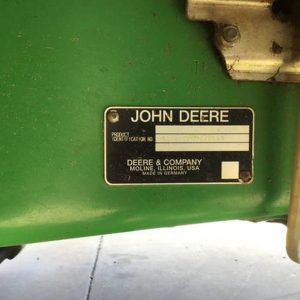 JOHN DEERE
PRODUCT
IDENTIFICATION NO.
DEERE & COMPANY
MOLINE, ILLINOIS, USA
MADE IN GERMANY